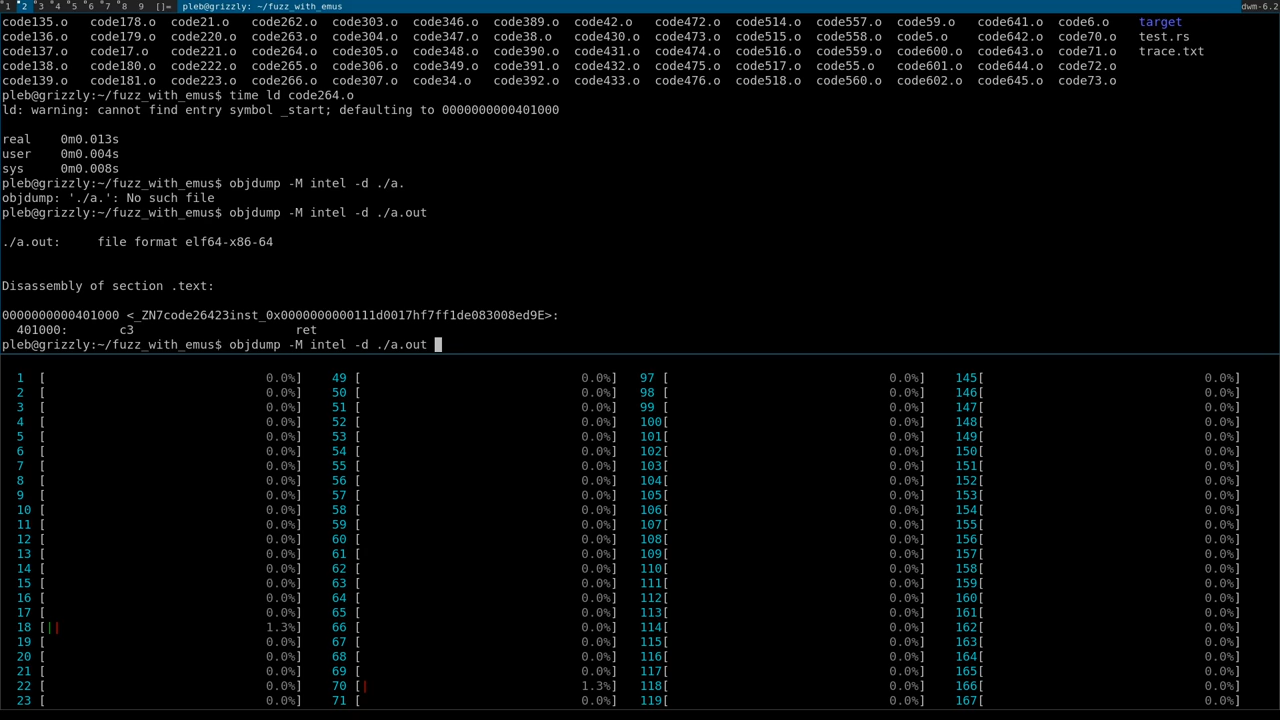 1 2 3 4 5 6 7 8 9 []= pleb@grizzly: ~/fuzz_with_emus dwm-6.2
code135.o code178.o code21.o code262.o code303.o code346.o code389.o code42.o code472.o code514.o code557.o code59.o code641.o code6.o target
code136.o code179.o code220.o code263.o code304.o code347.o code38.o code430.o code473.o code515.o code558.o code5.o code642.o code70.o test.rs
code137.o code17.o code221.o code264.o code305.o code348.o code390.o code431.o code474.o code516.o code559.o code600.o code643.o code71.o trace.txt
code138.o code180.o code222.o code265.o code306.o code349.o code391.o code432.o code475.o code517.o code55.o code601.o code644.o code72.o
code139.o code181.o code223.o code266.o code307.o code34.o code392.o code433.o code476.o code518.o code560.o code602.o code645.o code73.o
pleb@grizzly:~/fuzz_with_emus$ time ld code264.o
ld: warning: cannot find entry symbol _start; defaulting to 0000000000401000
real 0m0.013s
user 0m0.004s
sys 0m0.008s
pleb@grizzly:~/fuzz_with_emus$ objdump -M intel -d ./a.
objdump: './a.': No such file
pleb@grizzly:~/fuzz_with_emus$ objdump -M intel -d ./a.out
./a.out: file format elf64-x86-64
Disassembly of section .text:
0000000000401000 <_ZN7code26423inst_0x0000000000111d0017hf7ff1de083008ed9E>:
401000: c3 ret
pleb@grizzly:~/fuzz_with_emus$ objdump -M intel -d ./a.out
1 [ 0.0%] 49 [ 0.0%] 97 [ 0.0%] 145[ 0.0%]
2 [ 0.0%] 50 [ 0.0%] 98 [ 0.0%] 146[ 0.0%]
3 [ 0.0%] 51 [ 0.0%] 99 [ 0.0%] 147[ 0.0%]
4 [ 0.0%] 52 [ 0.0%] 100[ 0.0%] 148[ 0.0%]
5 [ 0.0%] 53 [ 0.0%] 101[ 0.0%] 149[ 0.0%]
6 [ 0.0%] 54 [ 0.0%] 102[ 0.0%] 150[ 0.0%]
7 [ 0.0%] 55 [ 0.0%] 103[ 0.0%] 151[ 0.0%]
8 [ 0.0%] 56 [ 0.0%] 104[ 0.0%] 152[ 0.0%]
9 [ 0.0%] 57 [ 0.0%] 105[ 0.0%] 153[ 0.0%]
10 [ 0.0%] 58 [ 0.0%] 106[ 0.0%] 154[ 0.0%]
11 [ 0.0%] 59 [ 0.0%] 107[ 0.0%] 155[ 0.0%]
12 [ 0.0%] 60 [ 0.0%] 108[ 0.0%] 156[ 0.0%]
13 [ 0.0%] 61 [ 0.0%] 109[ 0.0%] 157[ 0.0%]
14 [ 0.0%] 62 [ 0.0%] 110[ 0.0%] 158[ 0.0%]
15 [ 0.0%] 63 [ 0.0%] 111[ 0.0%] 159[ 0.0%]
16 [ 0.0%] 64 [ 0.0%] 112[ 0.0%] 160[ 0.0%]
17 [ 0.0%] 65 [ 0.0%] 113[ 0.0%] 161[ 0.0%]
18 [|| 1.3%] 66 [ 0.0%] 114[ 0.0%] 162[ 0.0%]
19 [ 0.0%] 67 [ 0.0%] 115[ 0.0%] 163[ 0.0%]
20 [ 0.0%] 68 [ 0.0%] 116[ 0.0%] 164[ 0.0%]
21 [ 0.0%] 69 [ 0.0%] 117[ 0.0%] 165[ 0.0%]
22 [ 0.0%] 70 [| 1.3%] 118[ 0.0%] 166[ 0.0%]
23 [ 0.0%] 71 [ 0.0%] 119[ 0.0%] 167[ 0.0%]